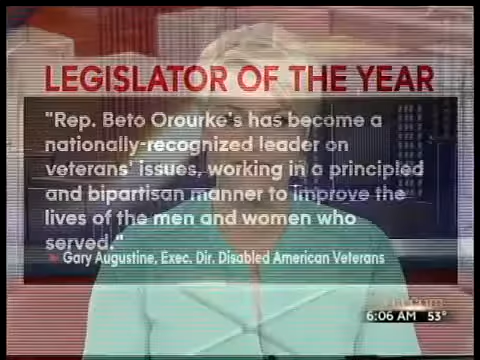 LEGISLATOR OF THE YEAR
"Rep. Beto Orourke's has become a
nationally-recognized leader on
veterans' issues, working in a principled
and bipartisan manner to improve the
lives of the men and women who
served."
Gary Augustine, Exec. Dir. Disabled American Veterans
6:06 AM 53°